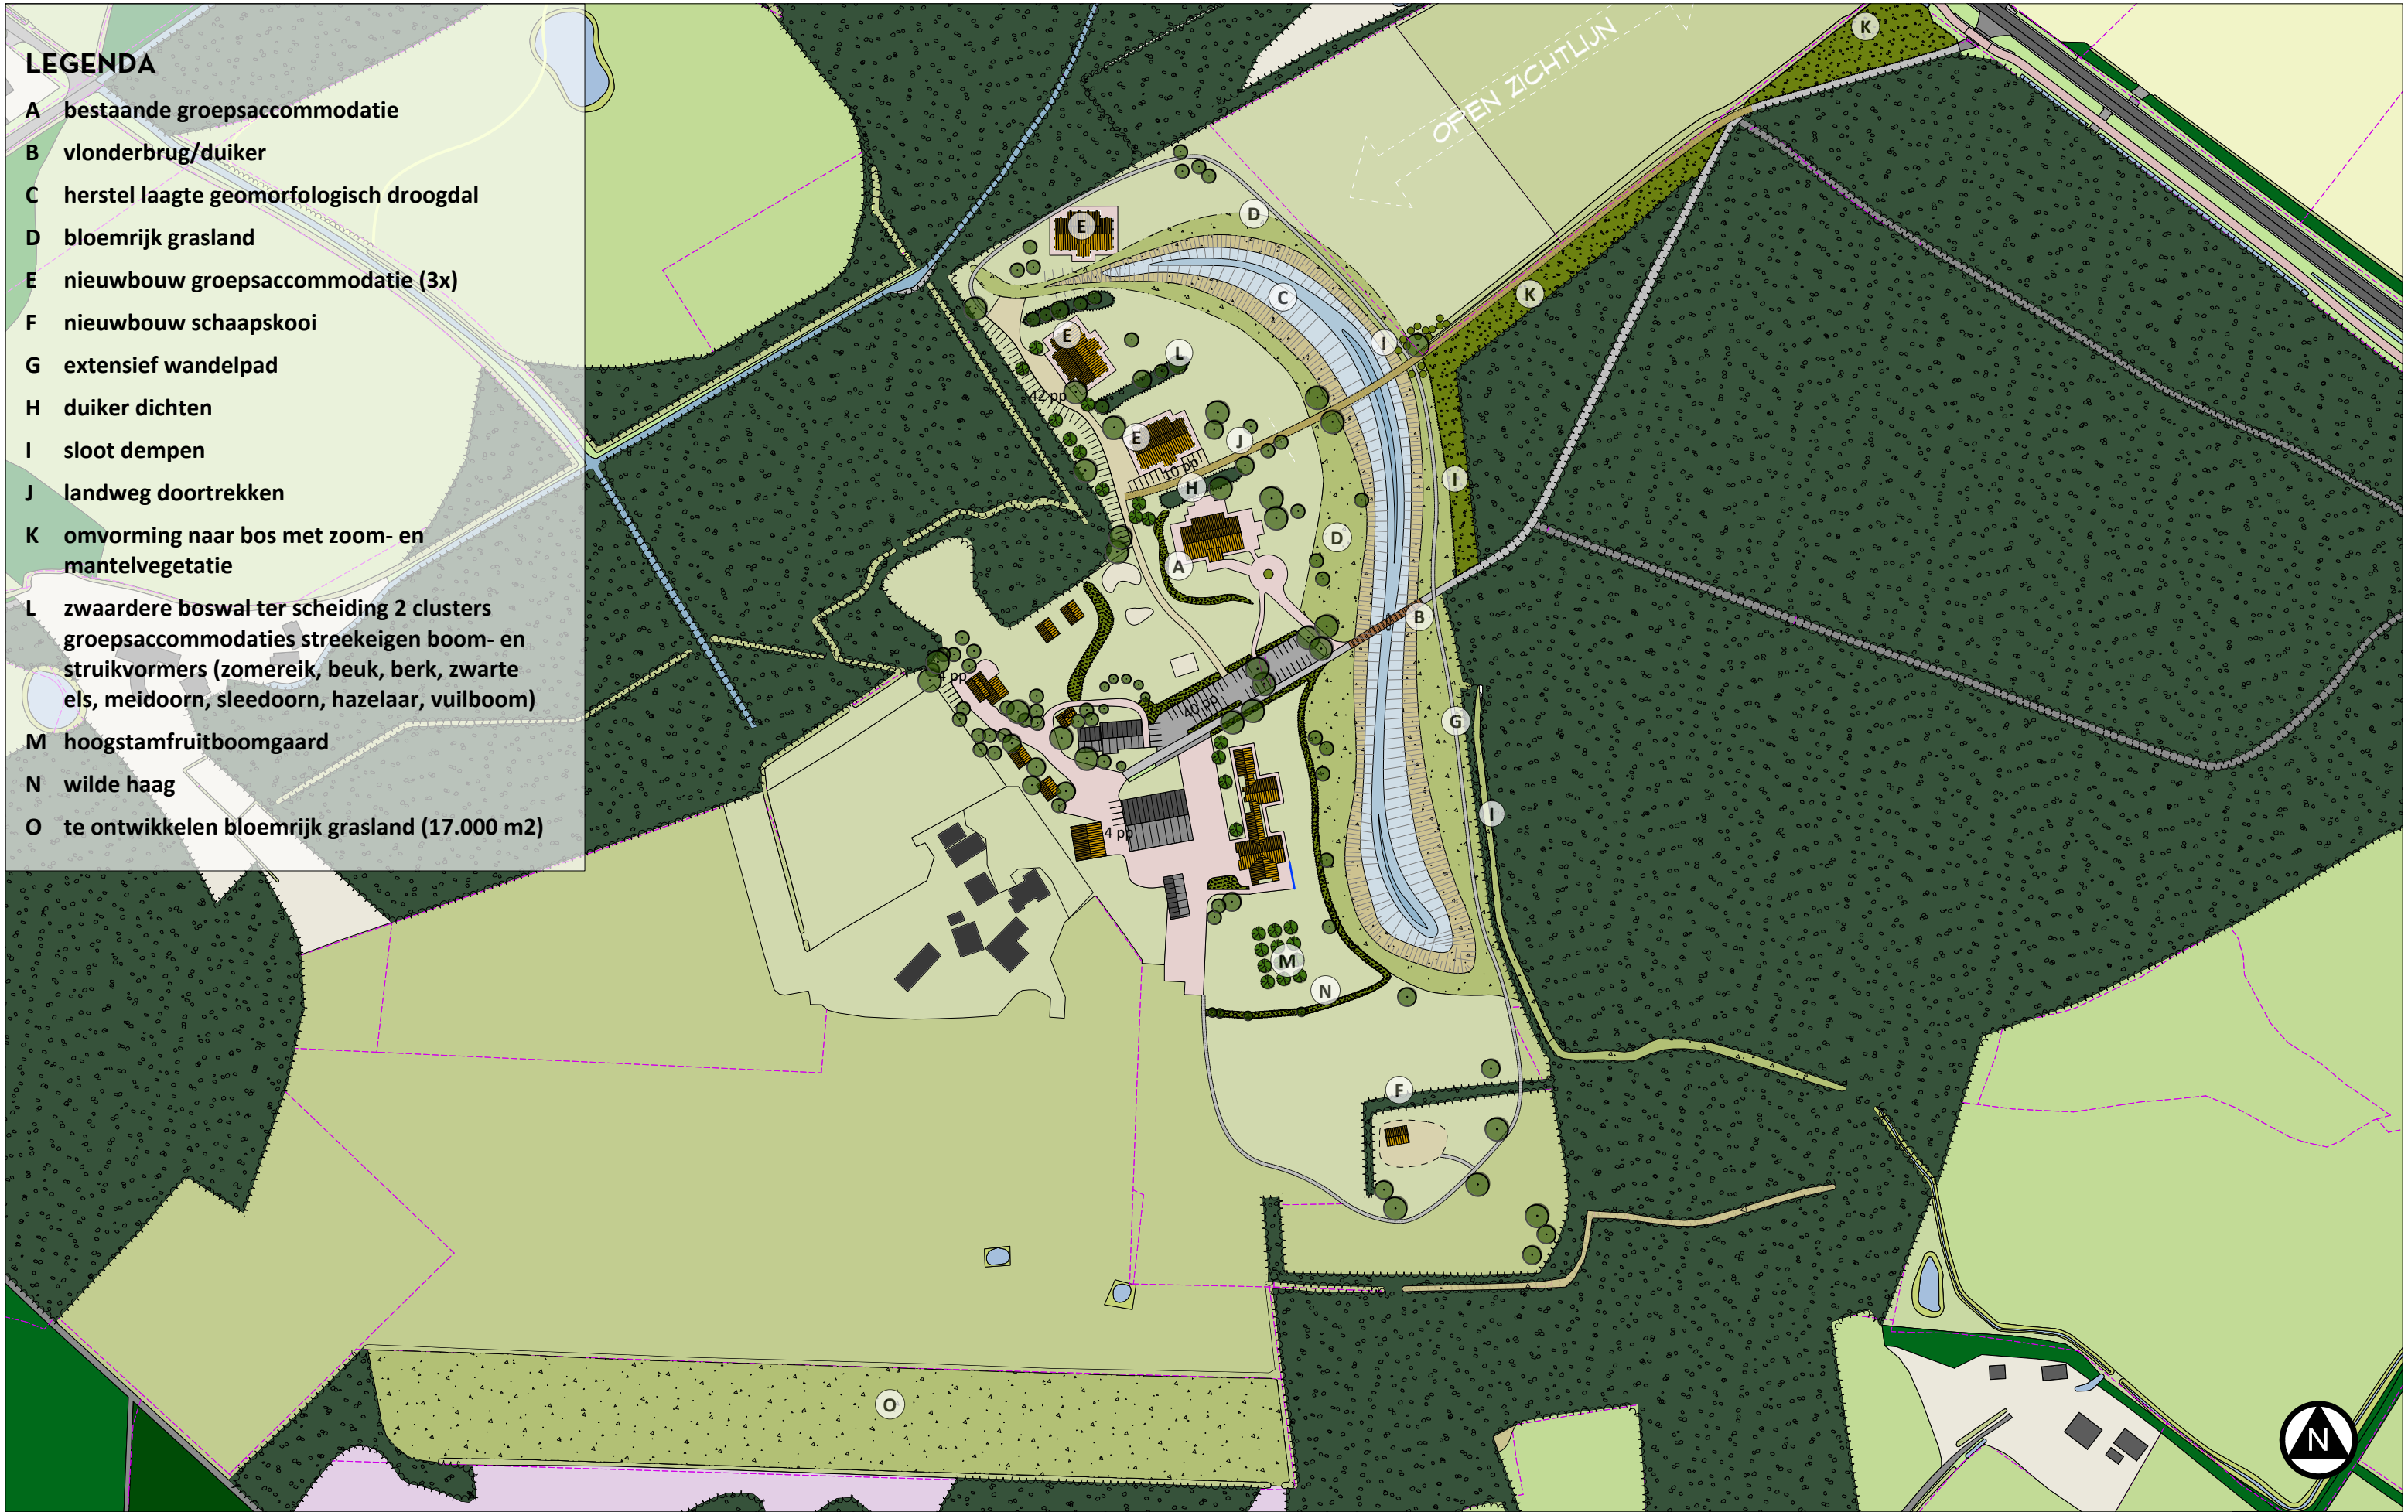 LEGENDA
A bestaande groepsaccommodatie
B vlonderbrug/duiker
C herstel laagte geomorfologisch droogdal
D bloemrijk grasland
E nieuwbouw groepsaccommodatie (3x)
F nieuwbouw schaapskooi
G extensief wandelpad
H duiker dichten
I sloot dempen
J landweg doortrekken
K omvorming naar bos met zoom- en
mantelvegetatie
L zwaardere boswal ter scheiding 2 clusters
groepsaccommodaties streekeigen boom- en
struikvormers (zomereik, beuk, berk, zwarte
els, meidoorn, sleedoorn, hazelaar, vuilboom)
M hoogstamfruitboomgaard
N wilde haag
O te ontwikkelen bloemrijk grasland (17.000 m2)
K
OPEN ZICHTLIJN
D
E
K
C
E
I
L
42 pp
E
J
10 pp
I
H
D
A
B
4 pp
40 pp
G
I
4 pp
M
N
F
O
N